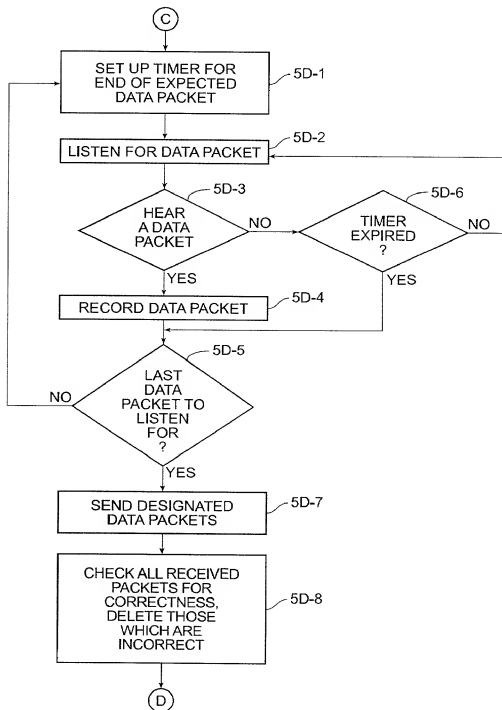 C
SET UP TIMER FOR
END OF EXPECTED
DATA PACKET
5D-1
LISTEN FOR DATA PACKET
5D-2
HEAR
A DATA
PACKET
5D-3
NO
TIMER
EXPIRED
?
5D-6
NO
YES
YES
RECORD DATA PACKET
5D-4
LAST
DATA
PACKET TO
LISTEN
FOR
?
5D-5
NO
YES
SEND DESIGNATED
DATA PACKETS
5D-7
CHECK ALL RECEIVED
PACKETS FOR
CORRECTNESS,
DELETE THOSE
WHICH ARE
INCORRECT
5D-8
D